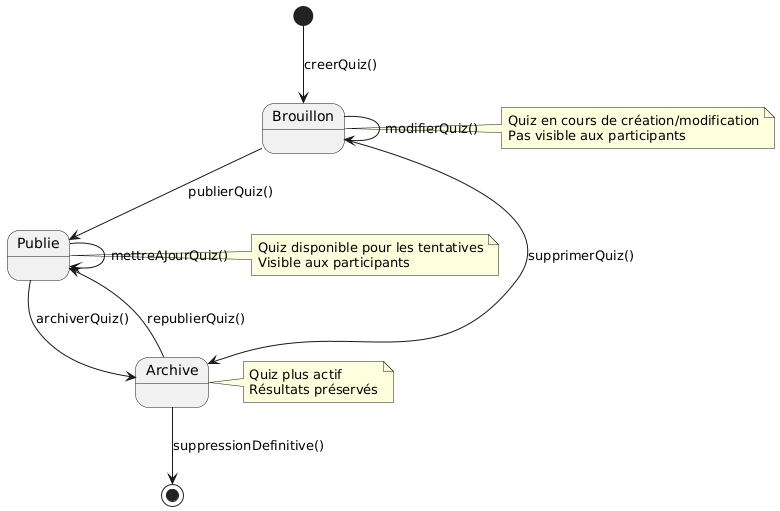 creerQuiz()
Brouillon
modifierQuiz()
Quiz en cours de création/modification
Pas visible aux participants
publierQuiz()
Publie
mettreAJourQuiz()
Quiz disponible pour les tentatives
Visible aux participants
supprimerQuiz()
archiverQuiz()
republierQuiz()
Archive
Quiz plus actif
Résultats préservés
suppressionDefinitive()